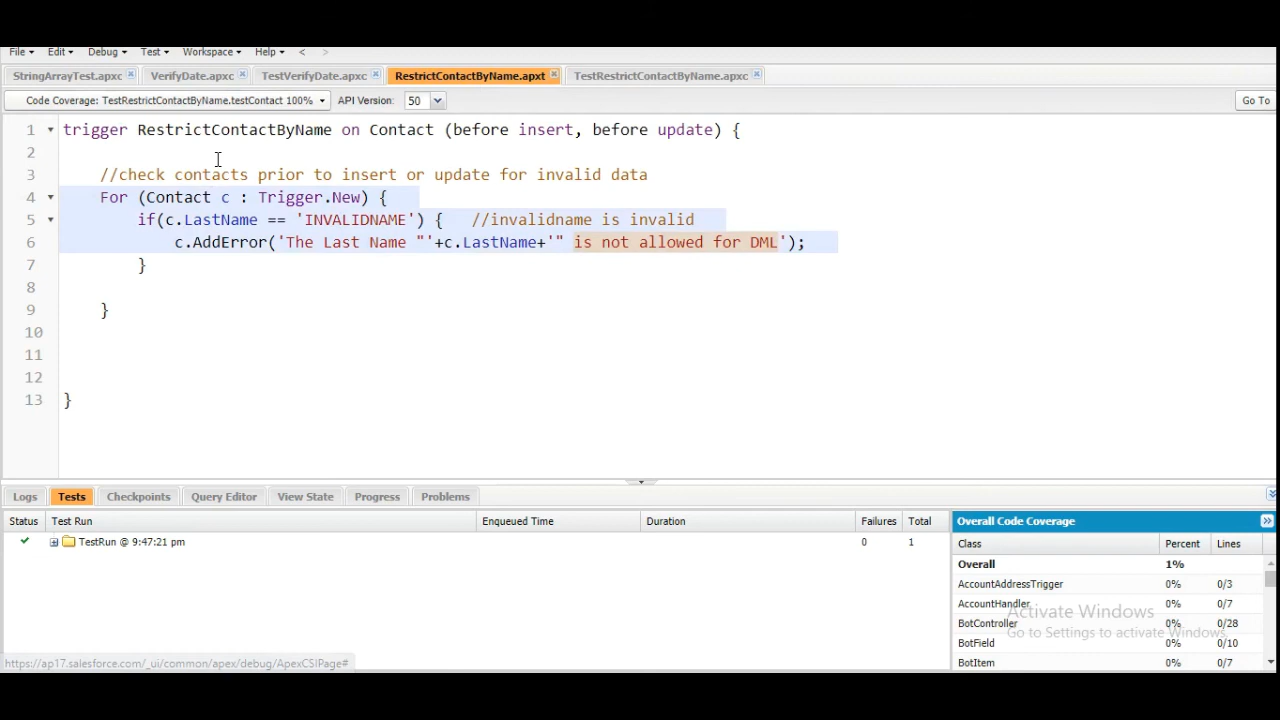 File Edit Debug Test Workspace Help < >
StringArrayTest.apxc VerifyDate.apxc TestVerifyDate.apxc RestrictContactByName.apxt TestRestrictContactByName.apxc
Code Coverage: TestRestrictContactByName.testContact 100% API Version: 50 Go To
1 trigger RestrictContactByName on Contact (before insert, before update) {
2
3 //check contacts prior to insert or update for invalid data
4 For (Contact c : Trigger.New) {
5 if(c.LastName == 'INVALIDNAME') { //invalidname is invalid
6 c.AddError('The Last Name "'+c.LastName+'" is not allowed for DML');
7 }
8
9 }
10
11
12
13 }
Logs Tests Checkpoints Query Editor View State Progress Problems
Status Test Run Enqueued Time Duration Failures Total Overall Code Coverage
TestRun @ 9:47:21 pm 0 1
Class Percent Lines
Overall 1%
AccountAddressTrigger 0% 0/3
AccountHandler 0% 0/7
BotController 0% 0/28
BotField 0% 0/10
BotItem 0% 0/7
Activate Windows
Go to Settings to activate Windows.
https://ap17.salesforce.com/_ui/common/apex/debug/ApexCSIPage#